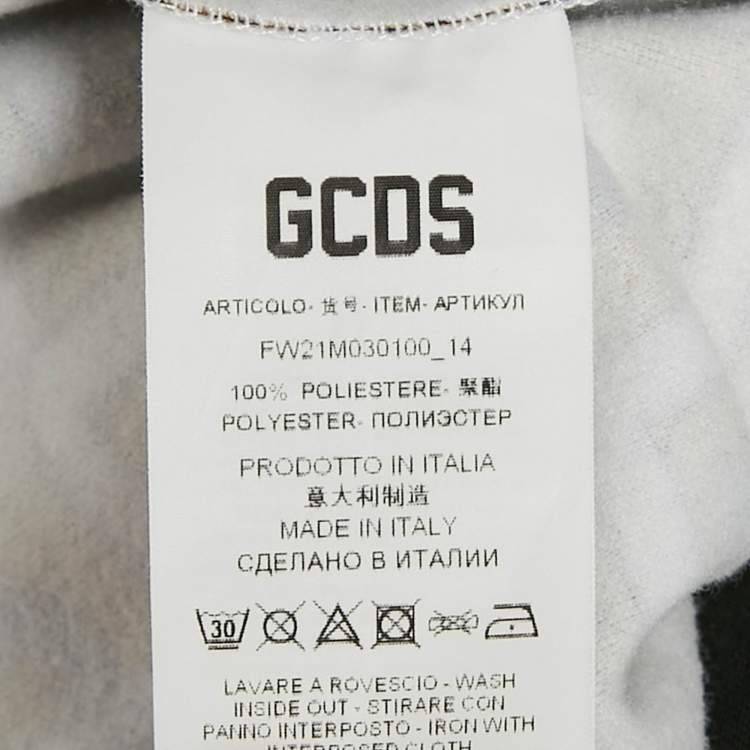 GCDS
ARTICOLO- 货号- ITEM- АРТИКУЛ
FW21M030100_14
100% POLIESTERE- 聚酯
POLYESTER- ПОЛИЭСТЕР
PRODOTTO IN ITALIA
意大利制造
MADE IN ITALY
СДЕЛАНО В ИТАЛИИ
30
LAVARE A ROVESCIO - WASH
INSIDE OUT - STIRARE CON
PANNO INTERPOSTO - IRON WITH
INTERPOSED CLOTH